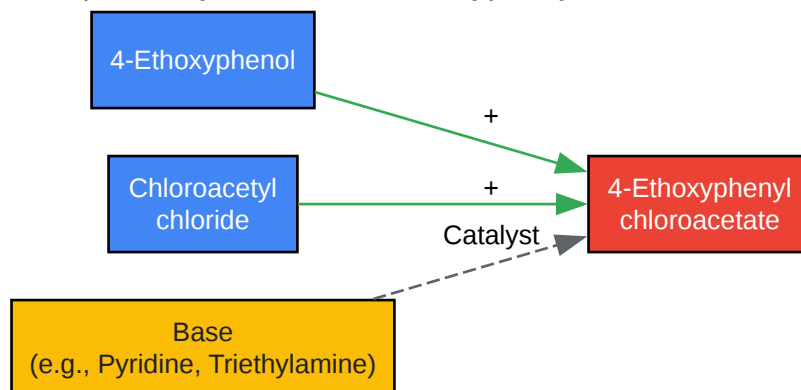 4-Ethoxyphenol
+
Chloroacetyl
chloride
+
4-Ethoxyphenyl
chloroacetate
Catalyst
Base
(e.g., Pyridine, Triethylamine)